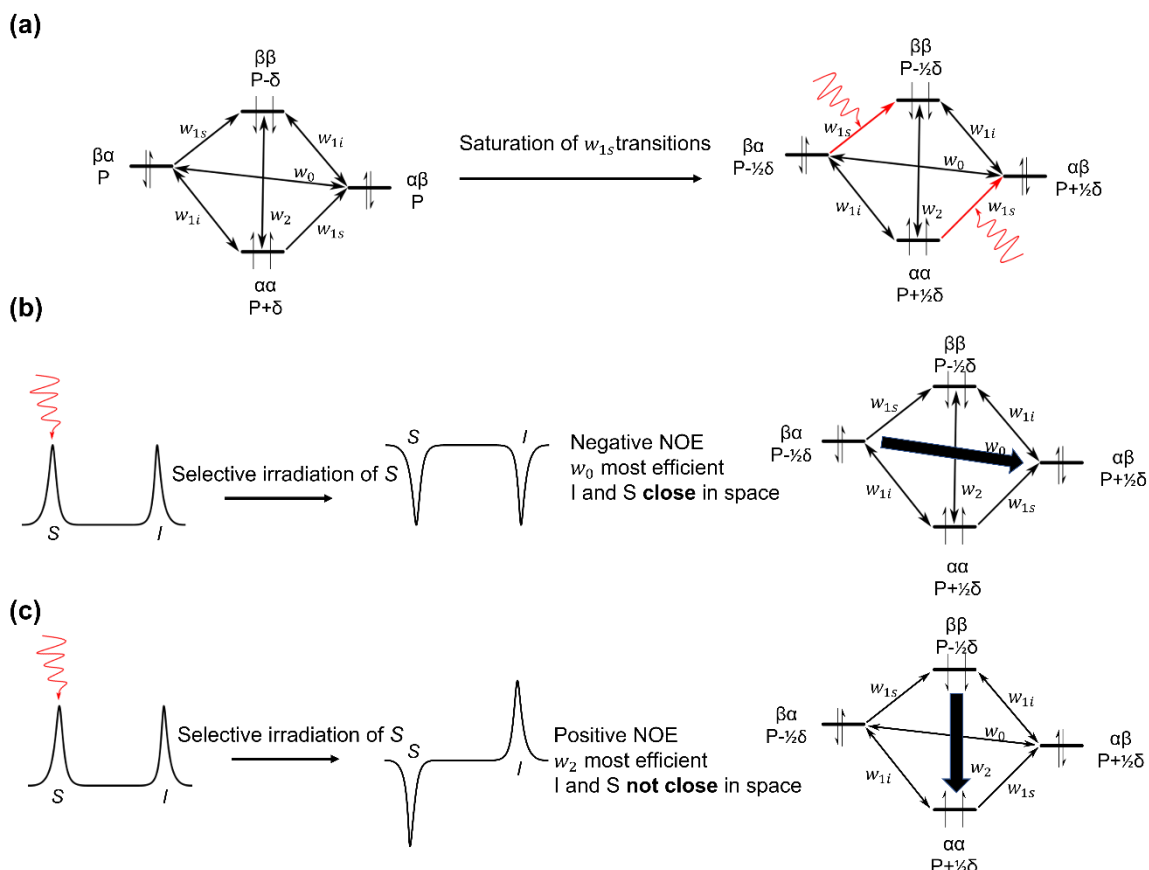 (a)
ββ
P-δ
w1s
w1i
βα
P
w0
αβ
P
w1i
w2
w1s
αα
P+δ
Saturation of w1s transitions
ββ
P-½δ
w1s
w1i
βα
P-½δ
w0
αβ
P+½δ
w1i
w2
w1s
αα
P+½δ
(b)
S
I
Selective irradiation of S
S
I
Negative NOE
w0 most efficient
I and S close in space
ββ
P-½δ
w1s
w1i
βα
P-½δ
w0
αβ
P+½δ
w1i
w2
w1s
αα
P+½δ
(c)
S
I
Selective irradiation of S
S
I
Positive NOE
w2 most efficient
I and S not close in space
ββ
P-½δ
w1s
w1i
βα
P-½δ
w0
αβ
P+½δ
w1i
w2
w1s
αα
P+½δ